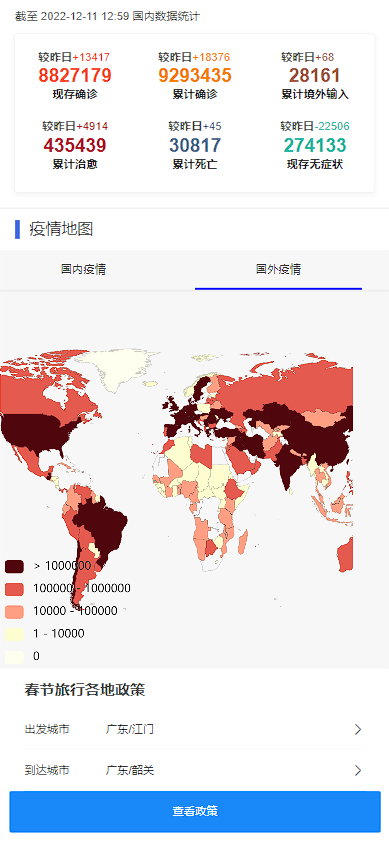 截至 2022-12-11 12:59 国内数据统计
较昨日+13417 较昨日+18376 较昨日+68
8827179 9293435 28161
现存确诊 累计确诊 累计境外输入
较昨日+4914 较昨日+45 较昨日-22506
435439 30817 274133
累计治愈 累计死亡 现存无症状
疫情地图
国内疫情 国外疫情
> 1000000
100000 - 1000000
10000 - 100000
1 - 10000
0
春节旅行各地政策
出发城市 广东/江门
到达城市 广东/韶关
查看政策